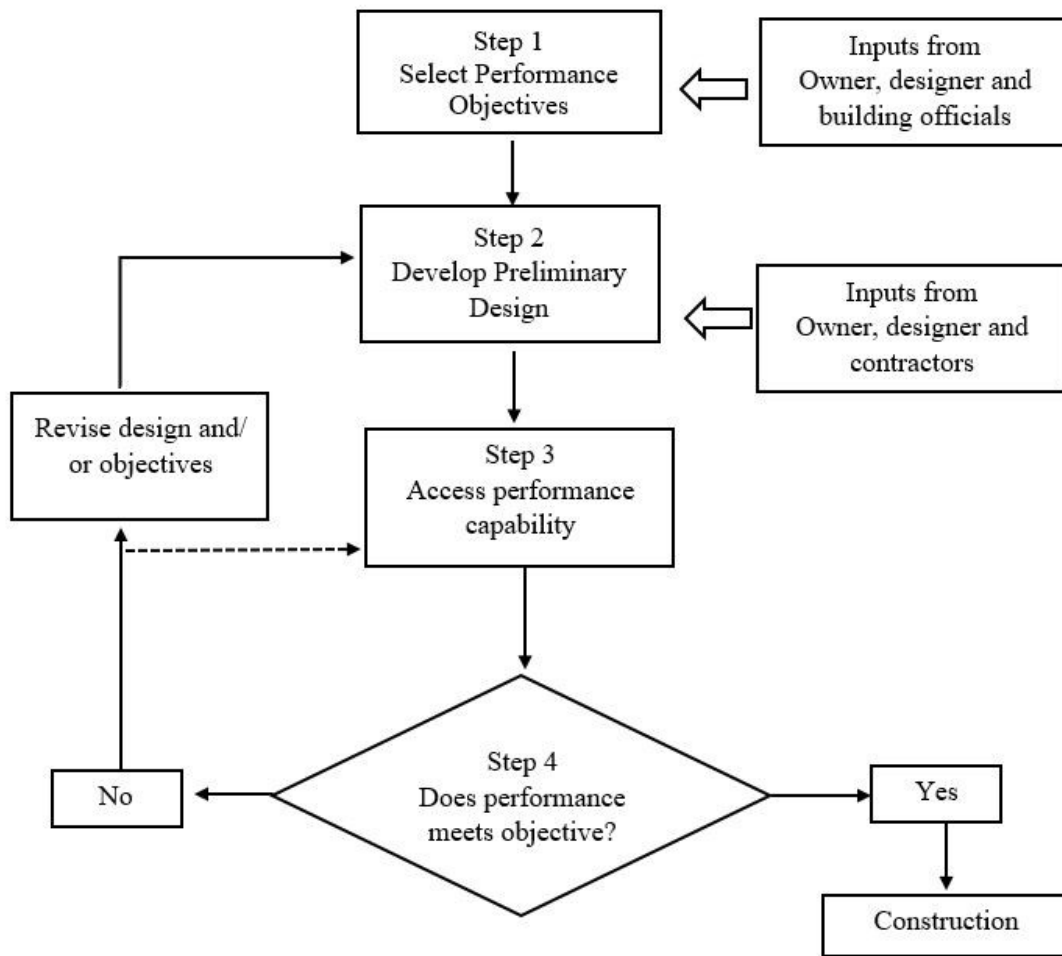 Step 1
Select Performance
Objectives
Inputs from
Owner, designer and
building officials
Step 2
Develop Preliminary
Design
Inputs from
Owner, designer and
contractors
Revise design and/
or objectives
Step 3
Access performance
capability
Step 4
Does performance
meets objective?
No
Yes
Construction